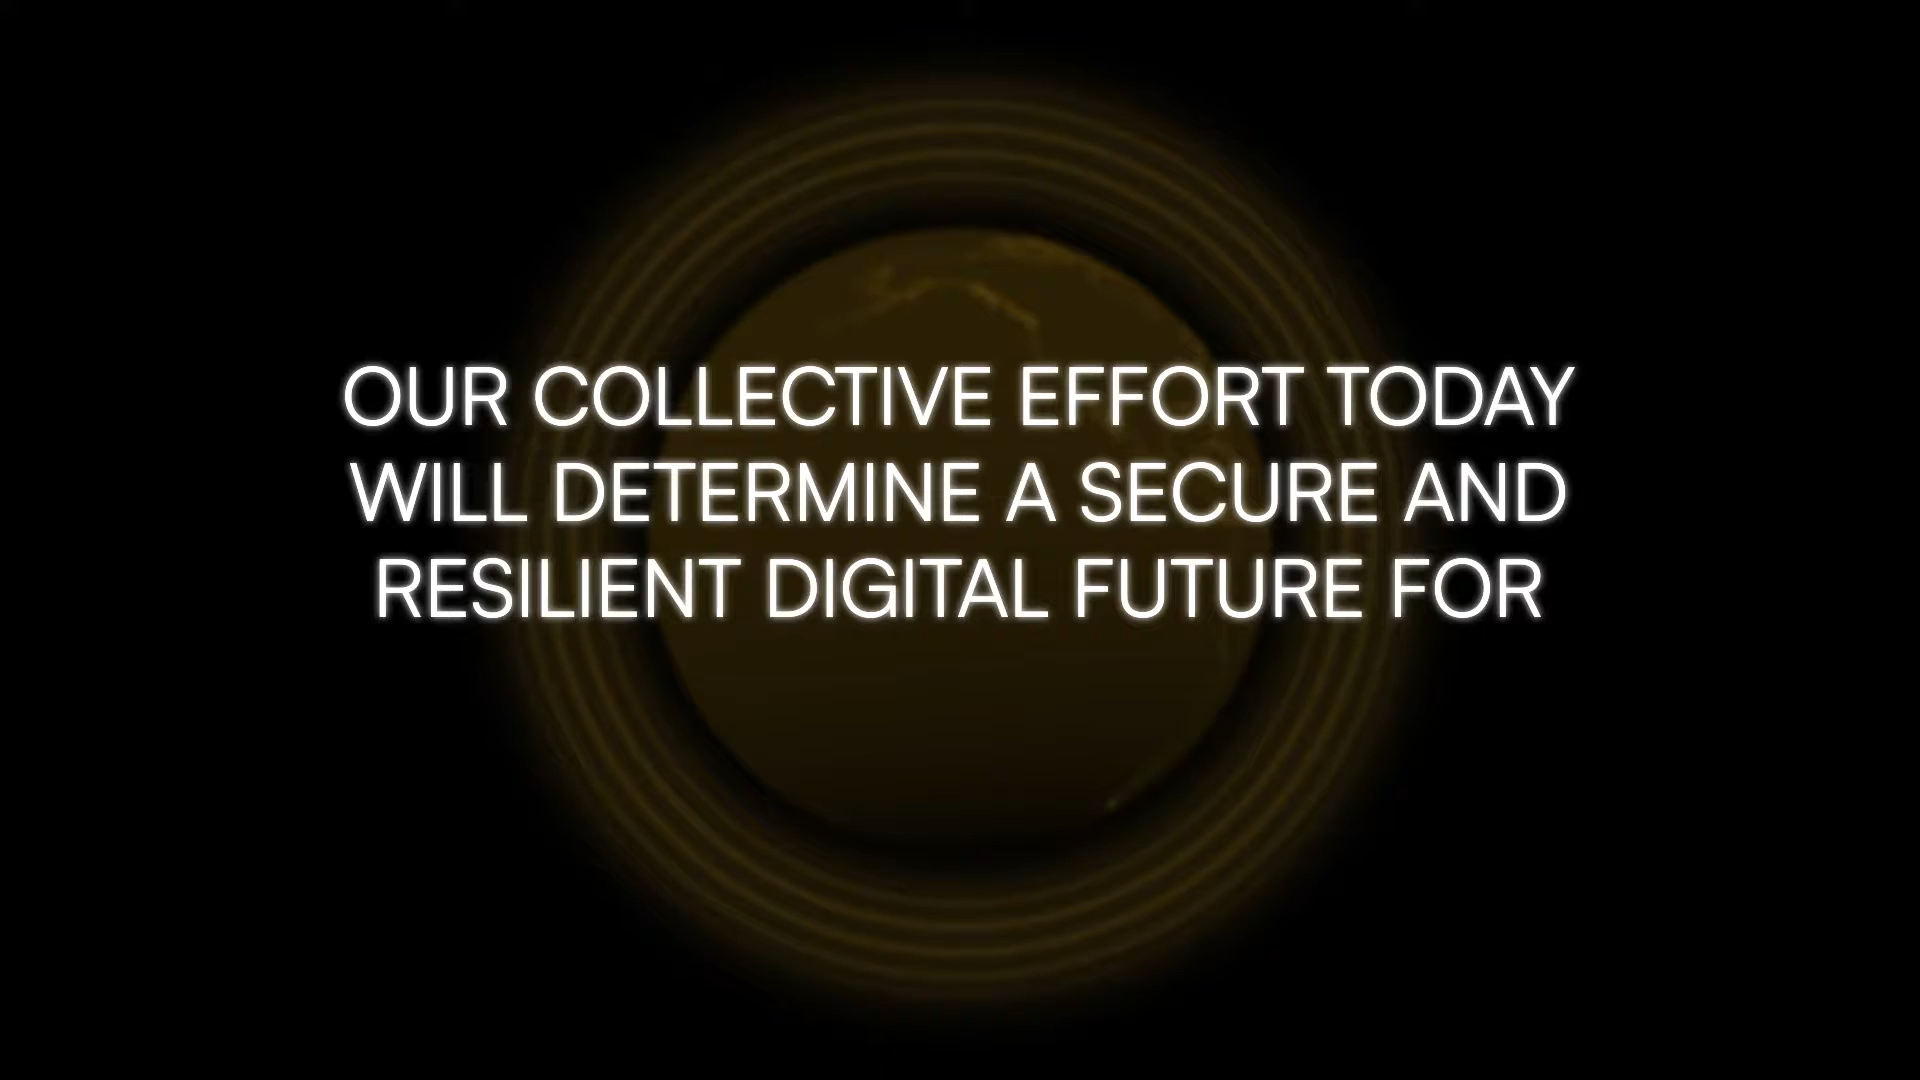 OUR COLLECTIVE EFFORT TODAY
WILL DETERMINE A SECURE AND
RESILIENT DIGITAL FUTURE FOR